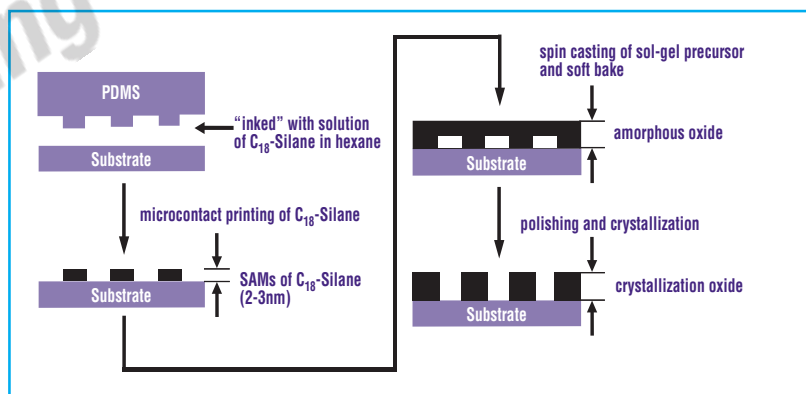 PDMS
“inked” with solution
of C₁₈-Silane in hexane
Substrate
microcontact printing of C₁₈-Silane
SAMs of C₁₈-Silane
(2-3nm)
Substrate
spin casting of sol-gel precursor
and soft bake
amorphous oxide
Substrate
polishing and crystallization
crystallization oxide
Substrate